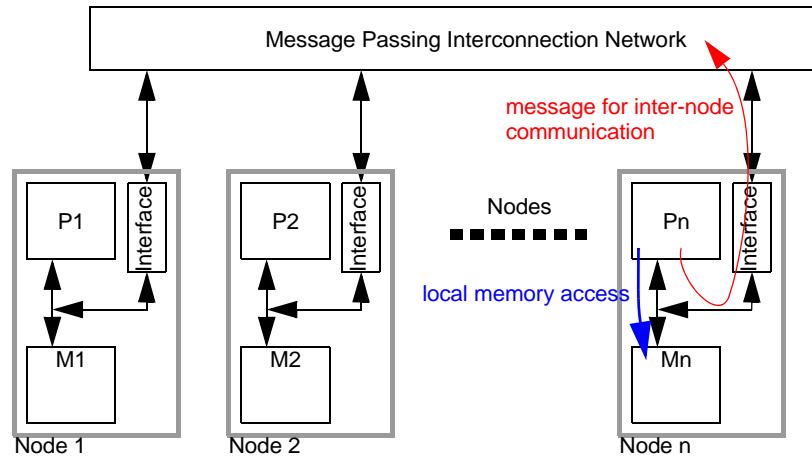 Message Passing Interconnection Network
message for inter-node
communication
P1
Interface
P2
Interface
Nodes
Pn
Interface
local memory access
M1
M2
Mn
Node 1
Node 2
Node n